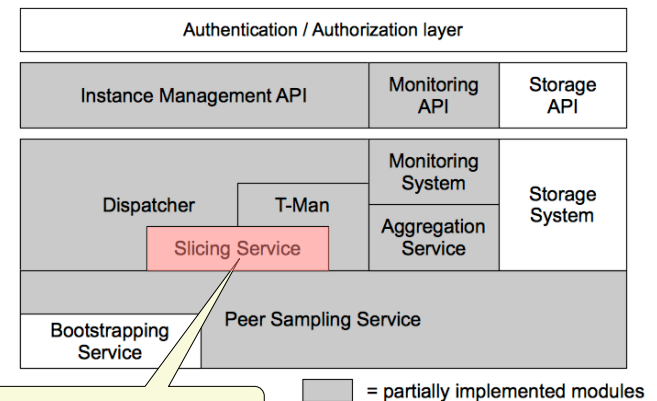 Authentication / Authorization layer
Instance Management API
Monitoring
API
Storage
API
Monitoring
System
Dispatcher
T-Man
Storage
System
Aggregation
Service
Slicing Service
Peer Sampling Service
Bootstrapping
Service
= partially implemented modules